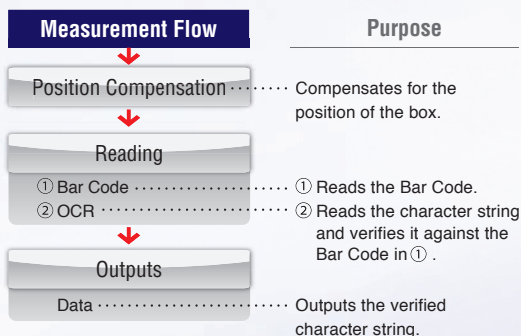 Measurement Flow
Purpose
Position Compensation ········ Compensates for the
position of the box.
Reading
① Bar Code ······················ ① Reads the Bar Code.
② OCR ··························· ② Reads the character string
and verifies it against the
Bar Code in ① .
Outputs
Data ··························· Outputs the verified
character string.